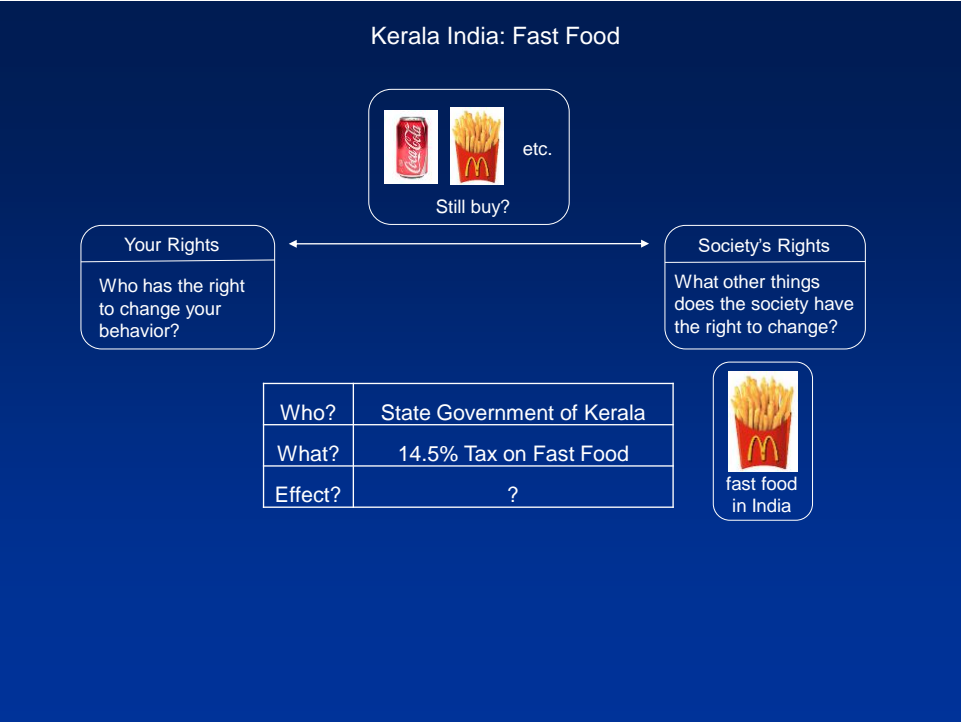 Kerala India: Fast Food
Coca-Cola
etc.
Still buy?
Your Rights
Who has the right
to change your
behavior?
Society's Rights
What other things
does the society have
the right to change?
Who? State Government of Kerala
What? 14.5% Tax on Fast Food
Effect? ?
fast food
in India